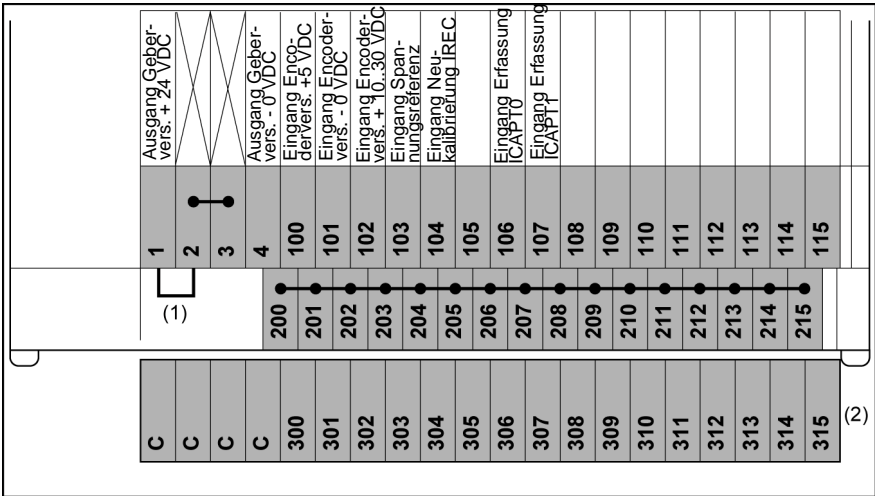 Ausgang Geber-
vers. + 24 VDC
Ausgang Geber-
vers. - 0 VDC
Eingang Enco-
dervers. +5 VDC
Eingang Encoder-
vers. - 0 VDC
Eingang Encoder-
vers. + 10..30 VDC
Eingang Span-
nungsreferenz
Eingang Neu-
kalibrierung IREC
Eingang Erfassung
ICAPT0
Eingang Erfassung
ICAPT1
1 2 3 4 100 101 102 103 104 105 106 107 108 109 110 111 112 113 114 115
(1)
200 201 202 203 204 205 206 207 208 209 210 211 212 213 214 215
C C C C 300 301 302 303 304 305 306 307 308 309 310 311 312 313 314 315
(2)